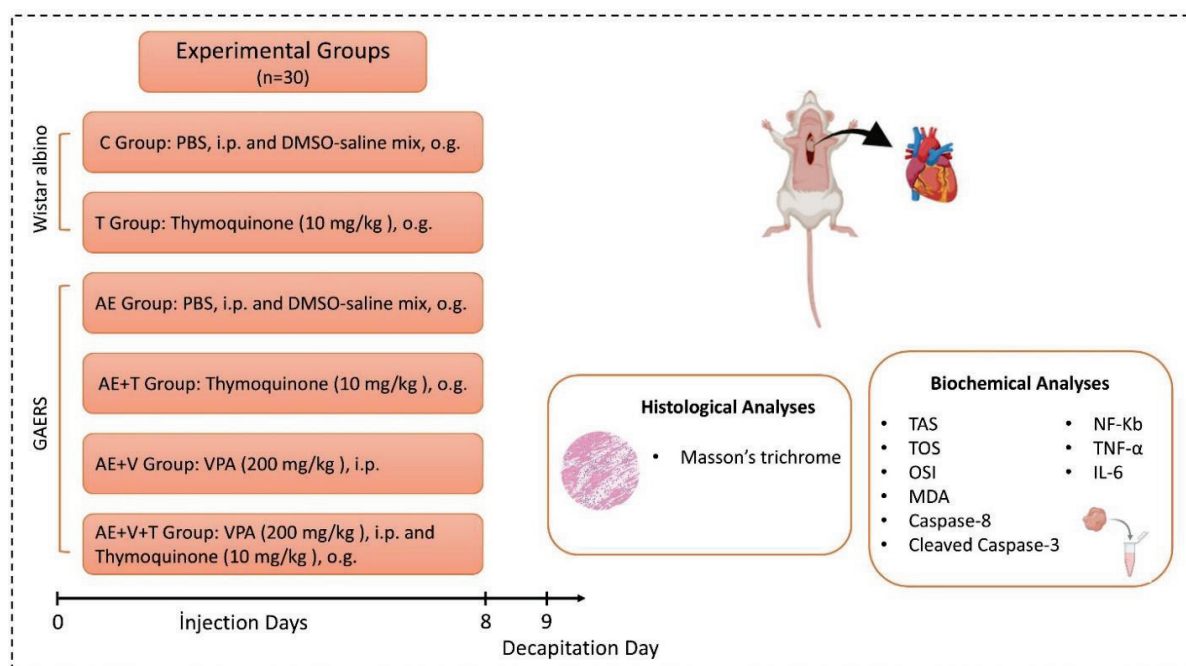 Experimental Groups
(n=30)
Wistar albino
C Group: PBS, i.p. and DMSO-saline mix, o.g.
T Group: Thymoquinone (10 mg/kg ), o.g.
GAERS
AE Group: PBS, i.p. and DMSO-saline mix, o.g.
AE+T Group: Thymoquinone (10 mg/kg ), o.g.
AE+V Group: VPA (200 mg/kg ), i.p.
AE+V+T Group: VPA (200 mg/kg ), i.p. and
Thymoquinone (10 mg/kg ), o.g.
0
İnjection Days
8
9
Decapitation Day
Histological Analyses
• Masson’s trichrome
Biochemical Analyses
• TAS
• TOS
• OSI
• MDA
• Caspase-8
• Cleaved Caspase-3
• NF-Kb
• TNF-α
• IL-6